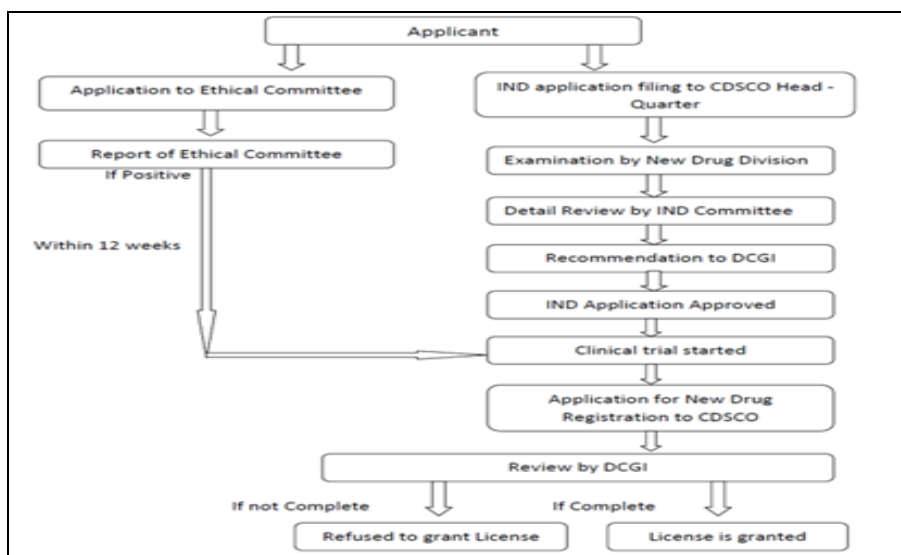 Applicant
Application to Ethical Committee
IND application filing to CDSCO Head -
Quarter
Report of Ethical Committee
If Positive
Examination by New Drug Division
Detail Review by IND Committee
Within 12 weeks
Recommendation to DCGI
IND Application Approved
Clinical trial started
Application for New Drug
Registration to CDSCO
Review by DCGI
If not Complete
If Complete
Refused to grant License
License is granted